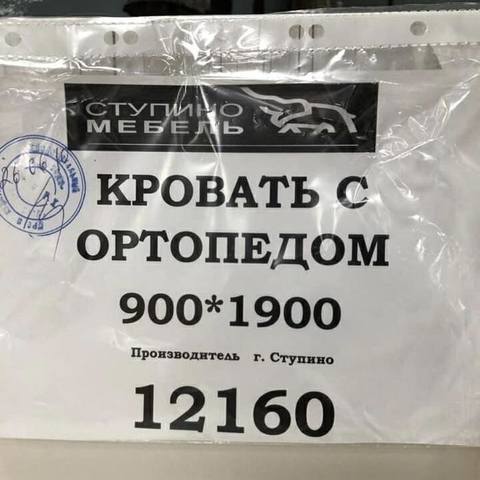 СТУПИНО
МЕБЕЛЬ
КРОВАТЬ С
ОРТОПЕДОМ
900*1900
Производитель г. Ступино
12160